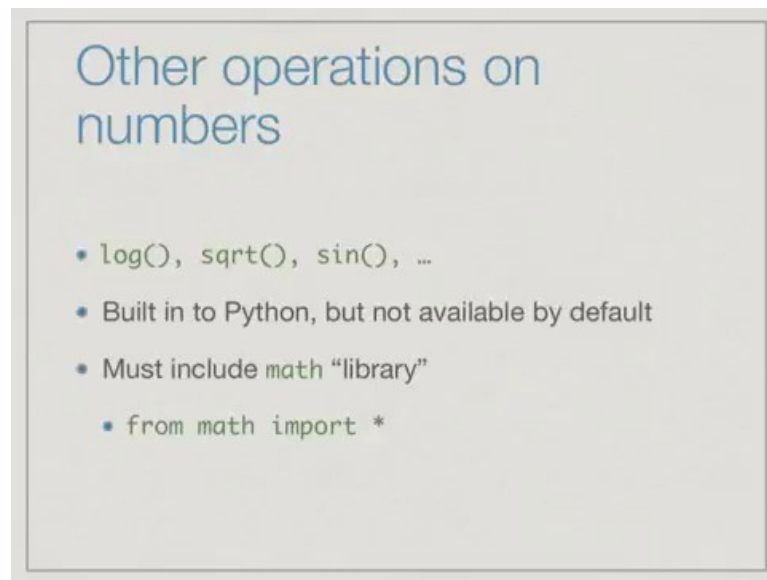 Other operations on
numbers
• log(), sqrt(), sin(), …
• Built in to Python, but not available by default
• Must include math “library”
• from math import *